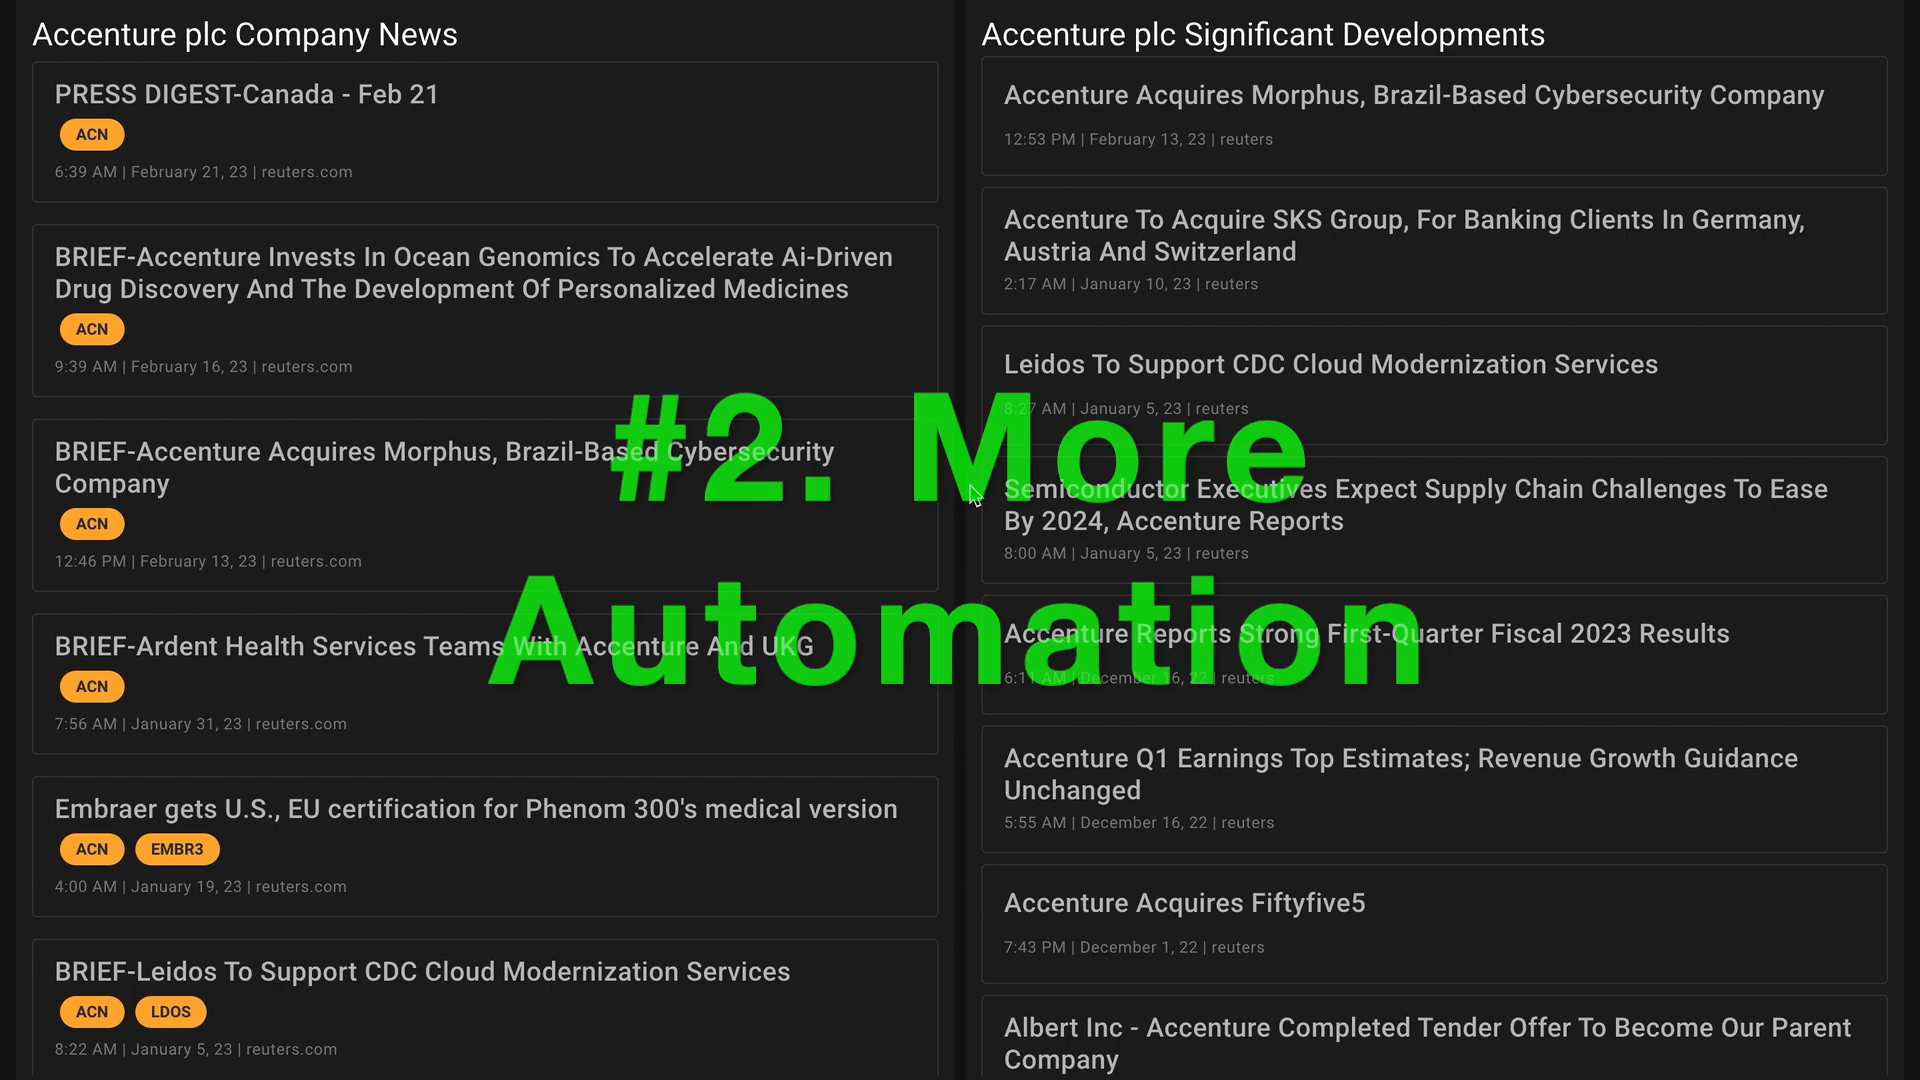 Accenture plc Company News
PRESS DIGEST-Canada - Feb 21
ACN
6:39 AM | February 21, 23 | reuters.com
BRIEF-Accenture Invests In Ocean Genomics To Accelerate Ai-Driven
Drug Discovery And The Development Of Personalized Medicines
ACN
9:39 AM | February 16, 23 | reuters.com
BRIEF-Accenture Acquires Morphus, Brazil-Based Cybersecurity
Company
ACN
12:46 PM | February 13, 23 | reuters.com
BRIEF-Ardent Health Services Teams With Accenture And UKG
ACN
7:56 AM | January 31, 23 | reuters.com
Embraer gets U.S., EU certification for Phenom 300's medical version
ACN EMBR3
4:00 AM | January 19, 23 | reuters.com
BRIEF-Leidos To Support CDC Cloud Modernization Services
ACN LDOS
8:22 AM | January 5, 23 | reuters.com
Accenture plc Significant Developments
Accenture Acquires Morphus, Brazil-Based Cybersecurity Company
12:53 PM | February 13, 23 | reuters
Accenture To Acquire SKS Group, For Banking Clients In Germany,
Austria And Switzerland
2:17 AM | January 10, 23 | reuters
Leidos To Support CDC Cloud Modernization Services
8:27 AM | January 5, 23 | reuters
Semiconductor Executives Expect Supply Chain Challenges To Ease
By 2024, Accenture Reports
8:00 AM | January 5, 23 | reuters
Accenture Reports Strong First-Quarter Fiscal 2023 Results
6:11 AM | December 16, 22 | reuters
Accenture Q1 Earnings Top Estimates; Revenue Growth Guidance
Unchanged
5:55 AM | December 16, 22 | reuters
Accenture Acquires Fiftyfive5
7:43 PM | December 1, 22 | reuters
Albert Inc - Accenture Completed Tender Offer To Become Our Parent
Company
#2. More
Automation